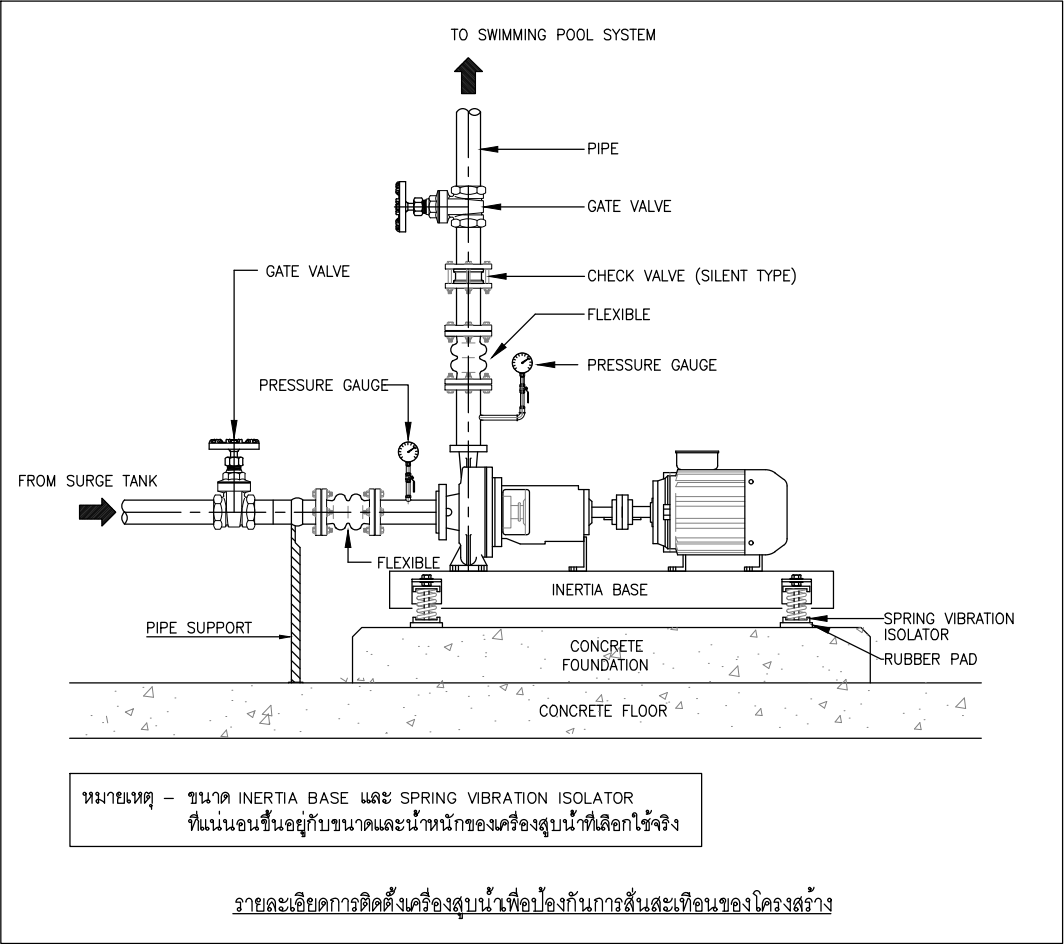 TO SWIMMING POOL SYSTEM
PIPE
GATE VALVE
GATE VALVE
CHECK VALVE (SILENT TYPE)
FLEXIBLE
PRESSURE GAUGE
PRESSURE GAUGE
FROM SURGE TANK
FLEXIBLE
INERTIA BASE
PIPE SUPPORT
SPRING VIBRATION
ISOLATOR
RUBBER PAD
CONCRETE
FOUNDATION
CONCRETE FLOOR
หมายเหตุ – ขนาด INERTIA BASE และ SPRING VIBRATION ISOLATOR
ที่แน่นอนขึ้นอยู่กับขนาดและน้ำหนักของเครื่องสูบน้ำที่เลือกใช้จริง
รายละเอียดการติดตั้งเครื่องสูบน้ำเพื่อป้องกันการสั่นสะเทือนของโครงสร้าง